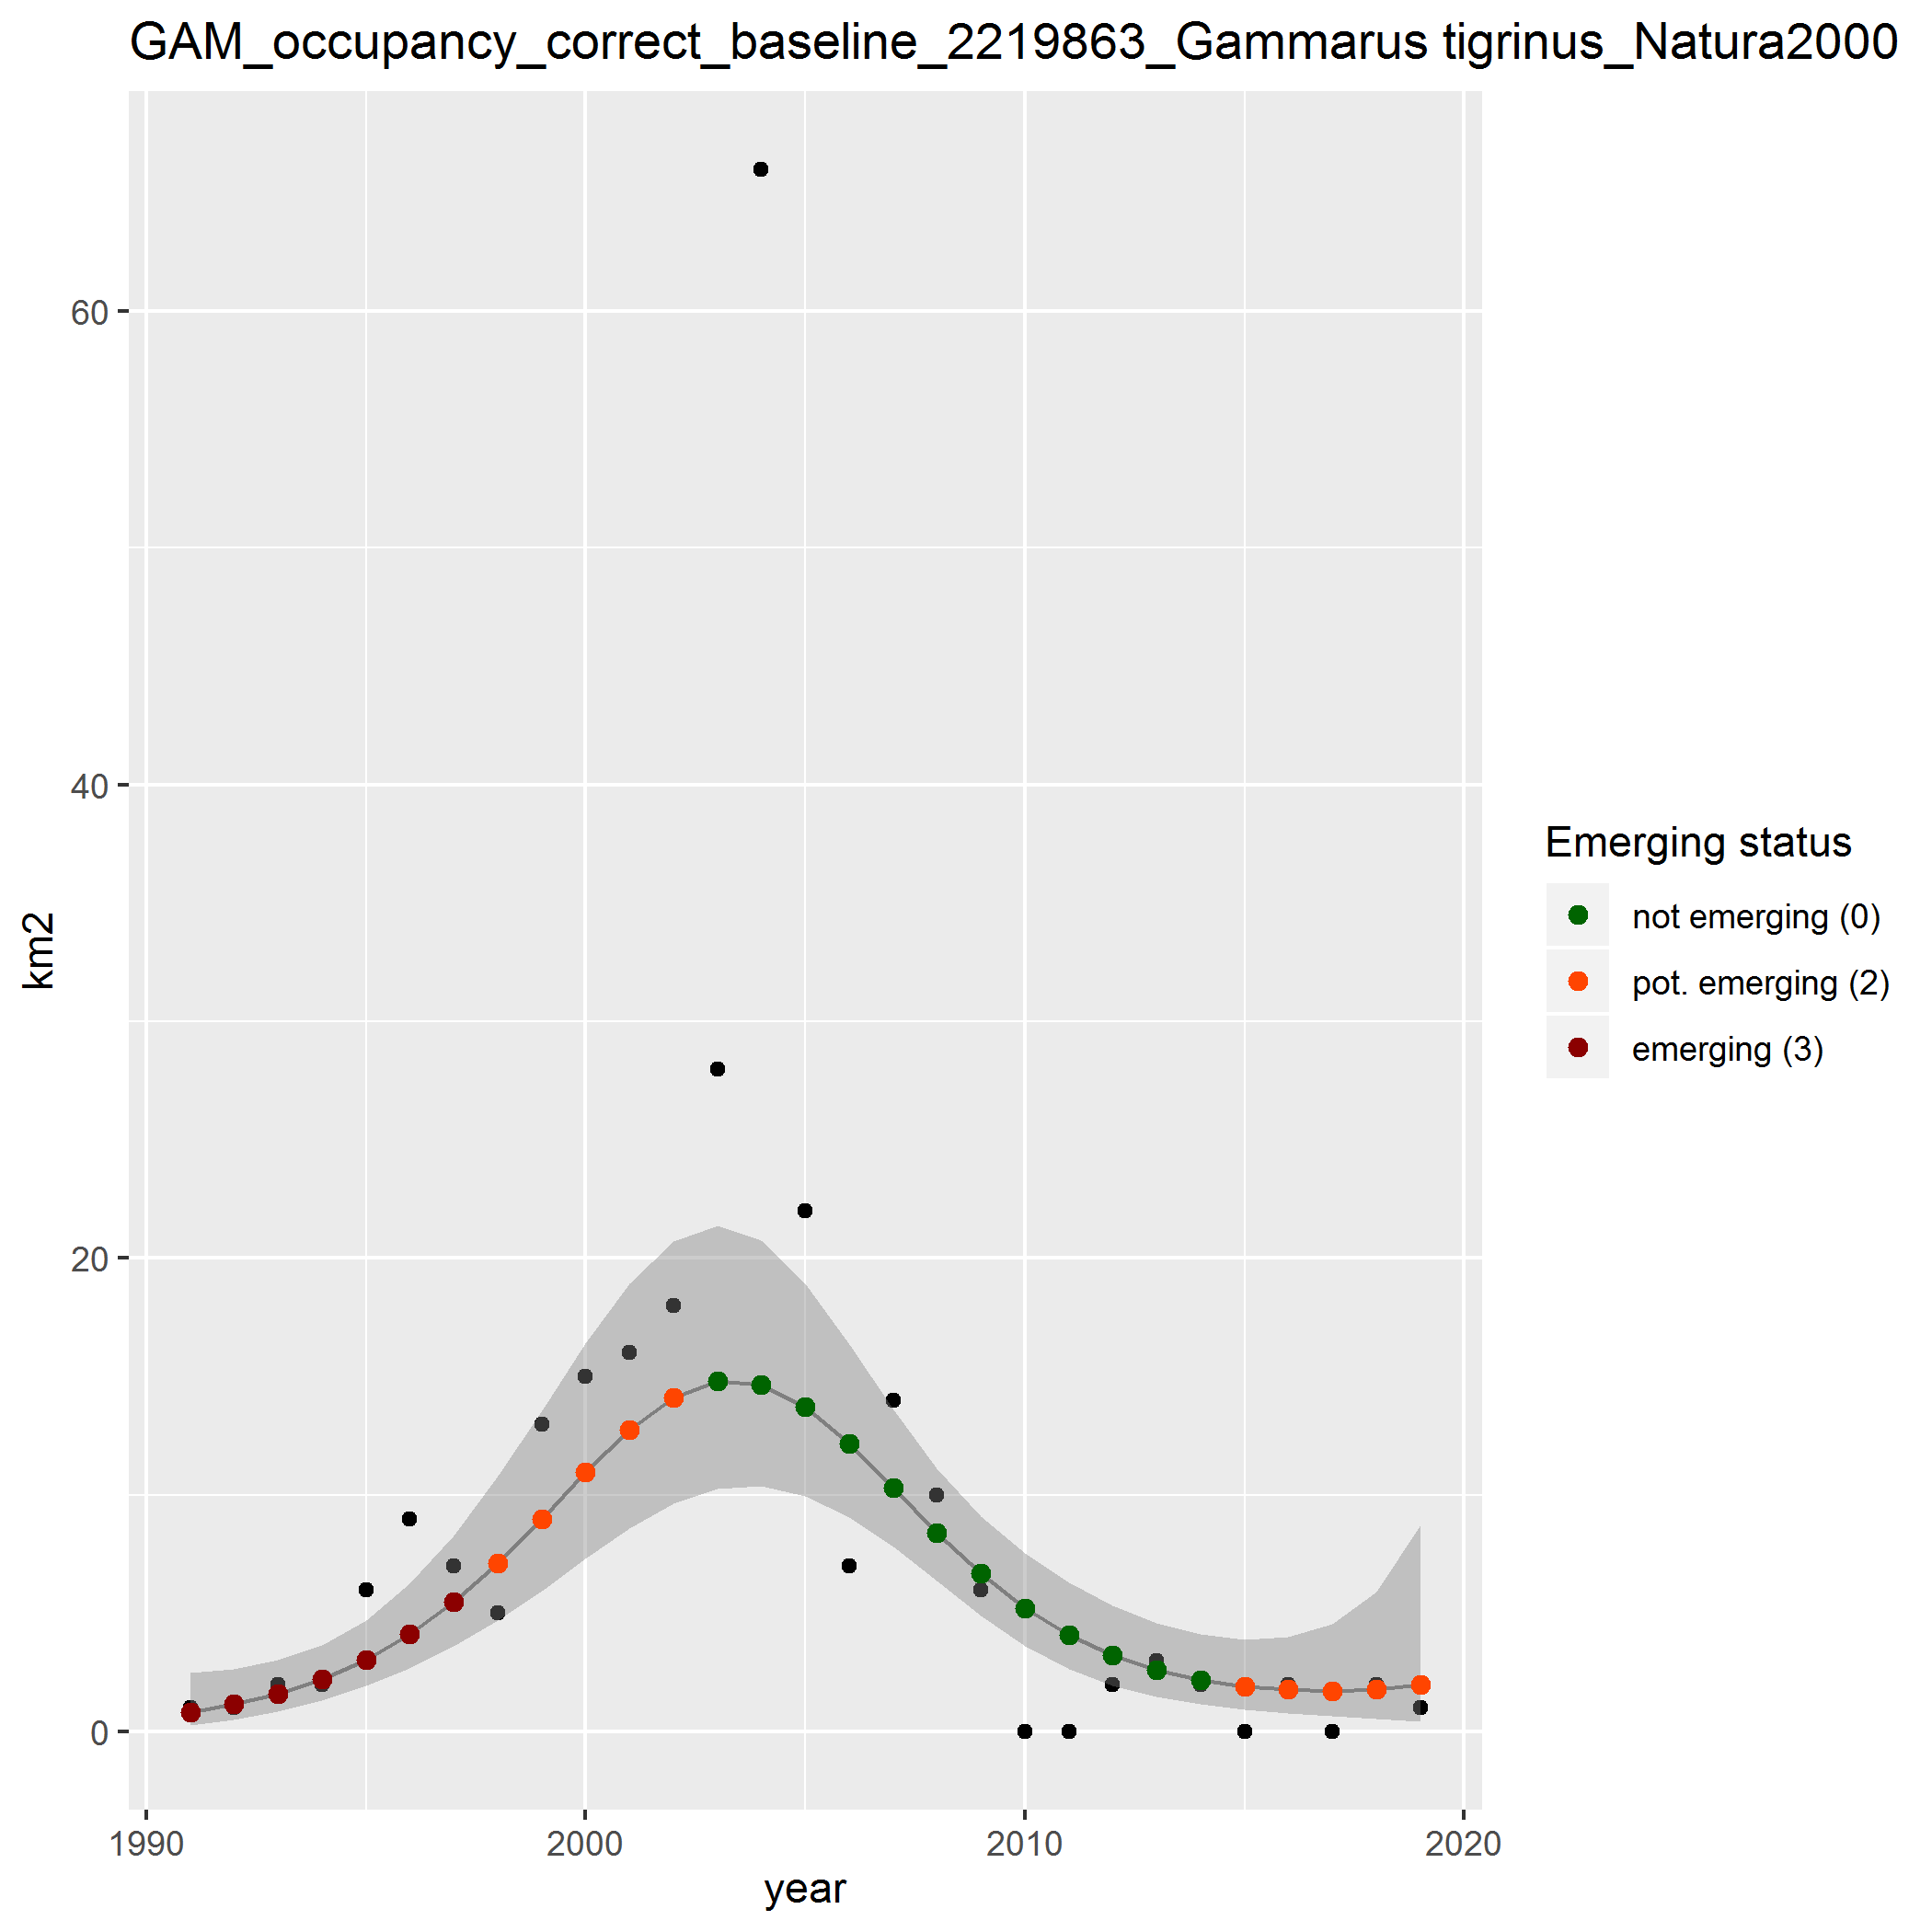 GAM_occupancy_correct_baseline_2219863_Gammarus tigrinus_Natura2000
60
40
20
0
km2
1990
2000
2010
2020
year
Emerging status
not emerging (0)
pot. emerging (2)
emerging (3)